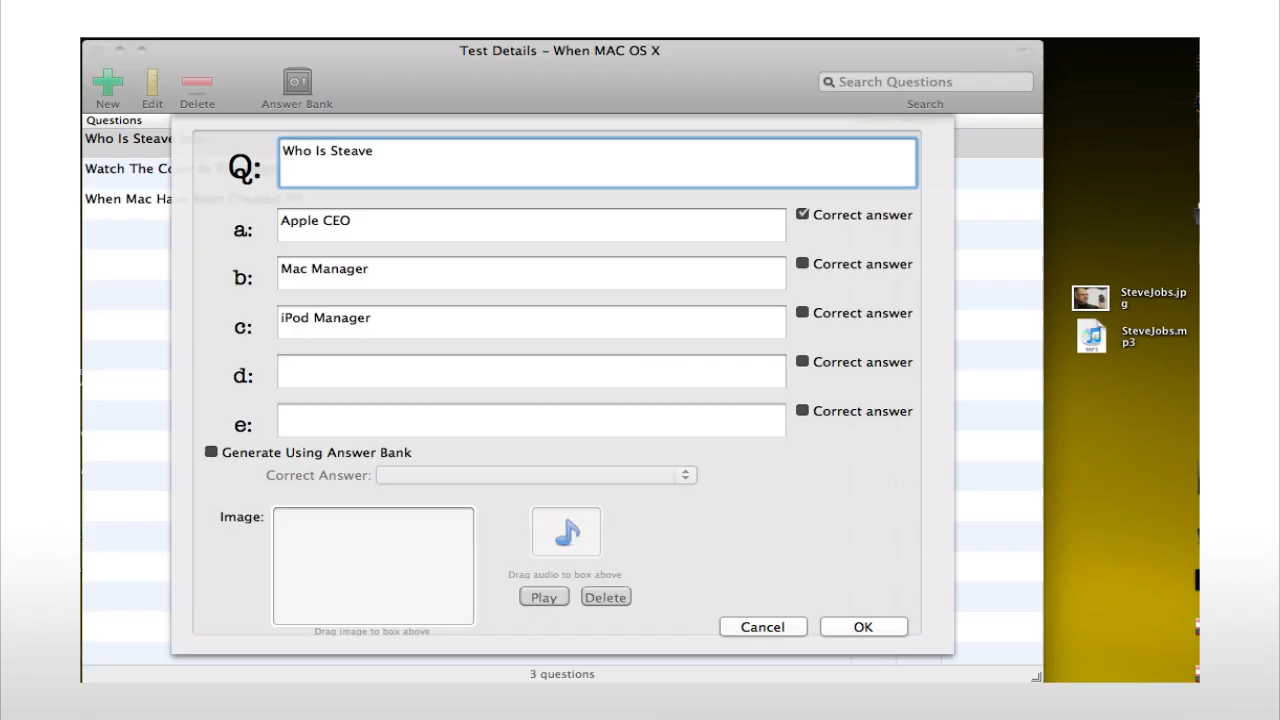 Test Details – When MAC OS X
New Edit Delete Answer Bank
Search Questions
Search
Questions
Who Is Steave
Watch The Co
When Mac Ha
Q: Who Is Steave
a: Apple CEO
Correct answer
b: Mac Manager
Correct answer
c: iPod Manager
Correct answer
d:
Correct answer
e:
Correct answer
Generate Using Answer Bank
Correct Answer:
Image:
Drag image to box above
Drag audio to box above
Play Delete
Cancel OK
3 questions
SteveJobs.jp
g
MP3
SteveJobs.m
p3